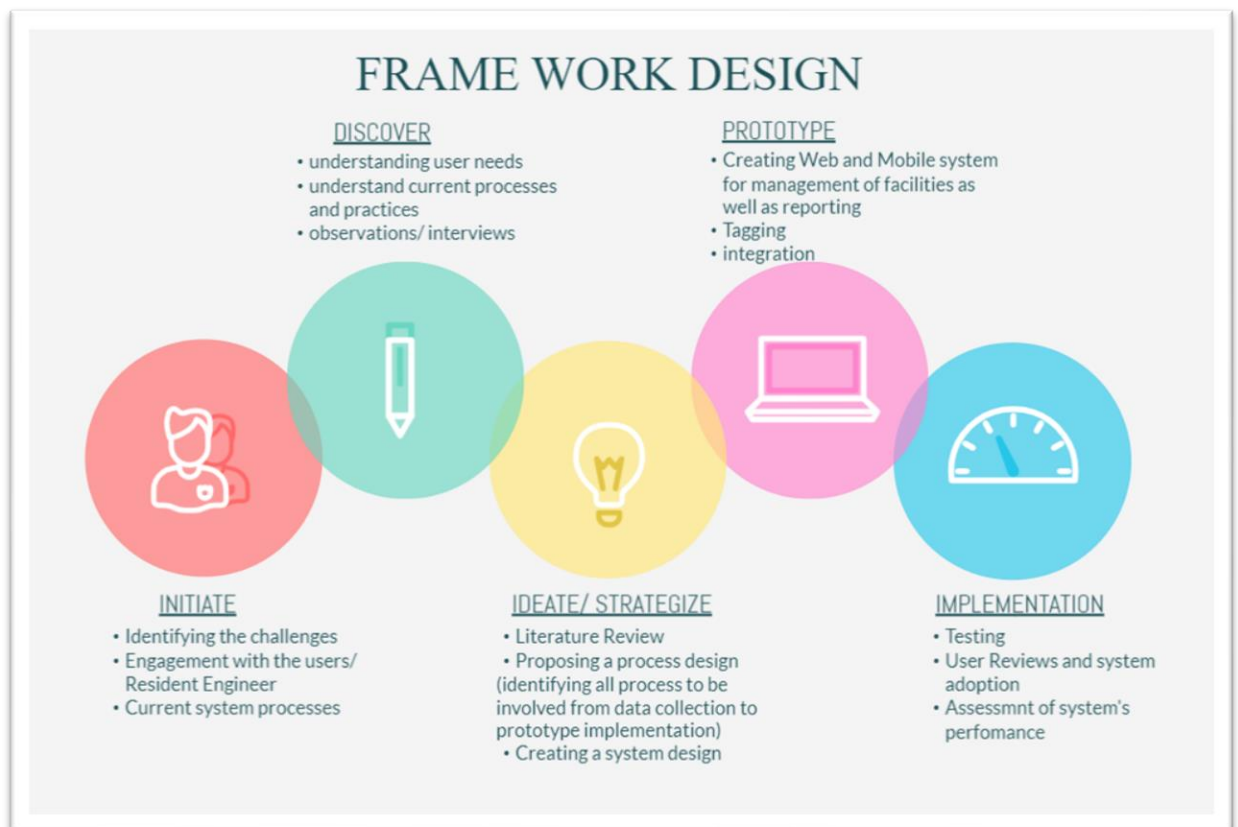 FRAME WORK DESIGN
DISCOVER
• understanding user needs
• understand current processes
and practices
• observations/ interviews
PROTOTYPE
• Creating Web and Mobile system
for management of facilities as
well as reporting
• Tagging
• integration
INITIATE
• Identifying the challenges
• Engagement with the users/
Resident Engineer
• Current system processes
IDEATE/ STRATEGIZE
• Literature Review
• Proposing a process design
(identifying all process to be
involved from data collection to
prototype implementation)
• Creating a system design
IMPLEMENTATION
• Testing
• User Reviews and system
adoption
• Assessmnt of system's
perfomance